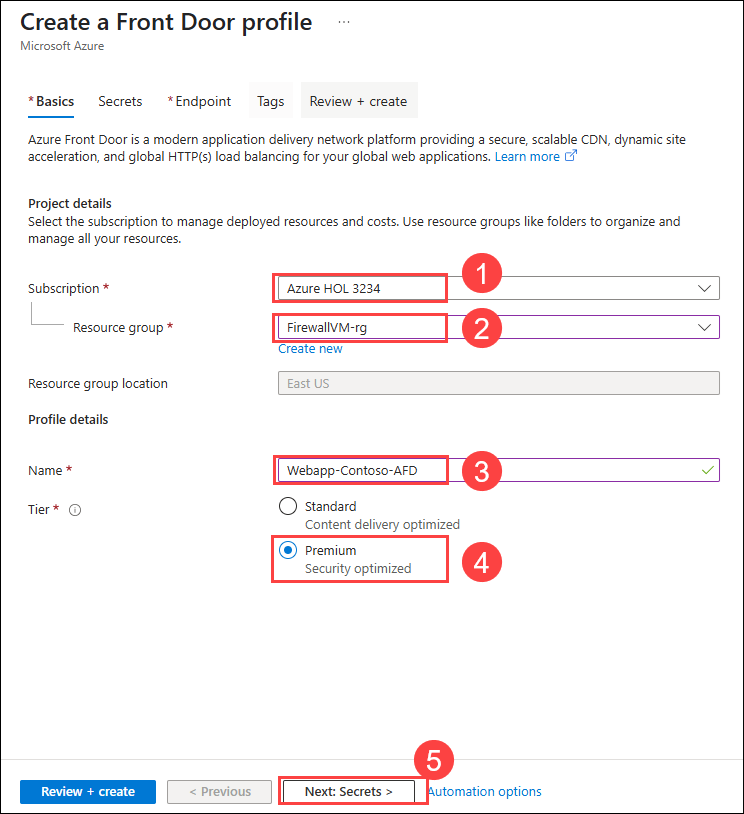 Create a Front Door profile ...
Microsoft Azure
* Basics Secrets * Endpoint Tags Review + create
Azure Front Door is a modern application delivery network platform providing a secure, scalable CDN, dynamic site
acceleration, and global HTTP(s) load balancing for your global web applications. Learn more
Project details
Select the subscription to manage deployed resources and costs. Use resource groups like folders to organize and
manage all your resources.
Subscription * Azure HOL 3234 1
Resource group * FirewallVM-rg 2
Create new
Resource group location East US
Profile details
Name * Webapp-Contoso-AFD 3
Tier * Standard
Content delivery optimized
Premium
Security optimized 4
5
Review + create < Previous Next: Secrets > Automation options